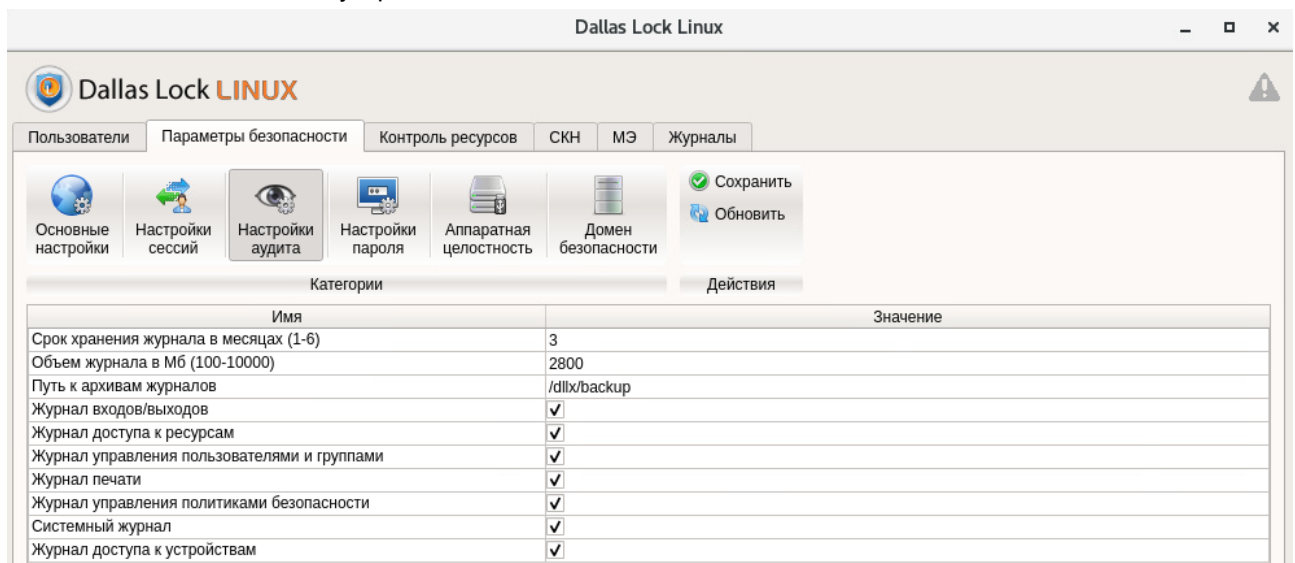 Dallas Lock Linux
Dallas Lock LINUX
Пользователи Параметры безопасности Контроль ресурсов СКН МЭ Журналы
Основные настройки Настройки сессий Настройки аудита Настройки пароля Аппаратная целостность Домен безопасности
Сохранить
Обновить
Категории Действия
Имя Значение
Срок хранения журнала в месяцах (1-6) 3
Объем журнала в Мб (100-10000) 2800
Путь к архивам журналов /dllx/backup
Журнал входов/выходов
Журнал доступа к ресурсам
Журнал управления пользователями и группами
Журнал печати
Журнал управления политиками безопасности
Системный журнал
Журнал доступа к устройствам